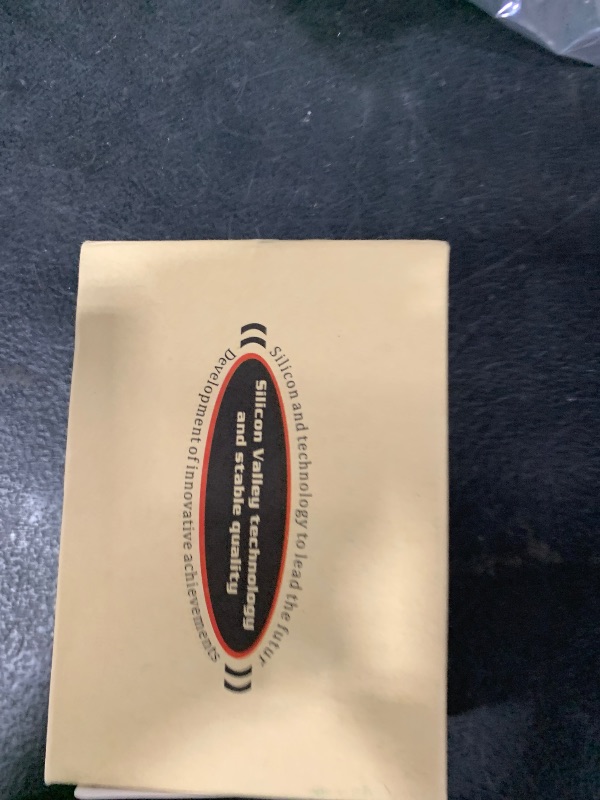 Silicon and technology to lead the futur
Silicon Valley technology
and stable quality
Development of innovative achievements